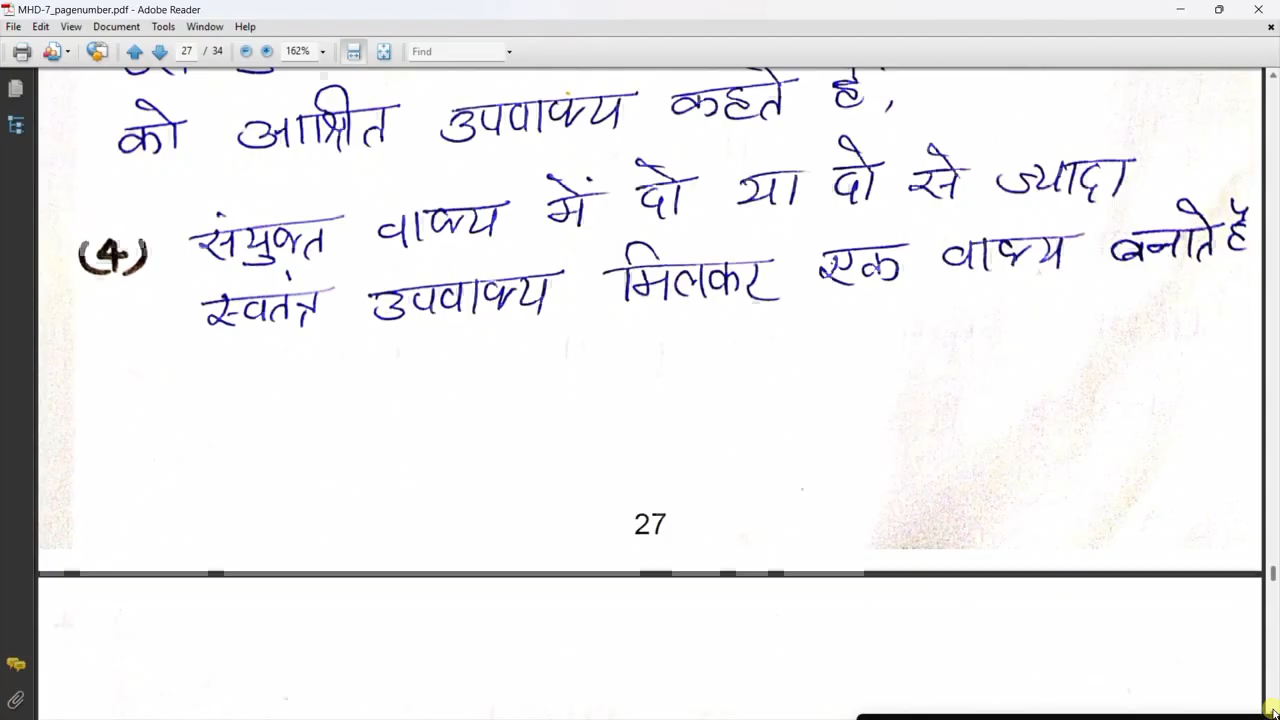 MHD-7_pagenumber.pdf - Adobe Reader
File Edit View Document Tools Window Help
27 / 34 162% Find
को आश्रित उपवाक्य कहते है,
(4) संयुक्त वाक्य में दो या दो से ज्यादा
स्वतंत्र उपवाक्य मिलकर एक वाक्य बनाते है
27